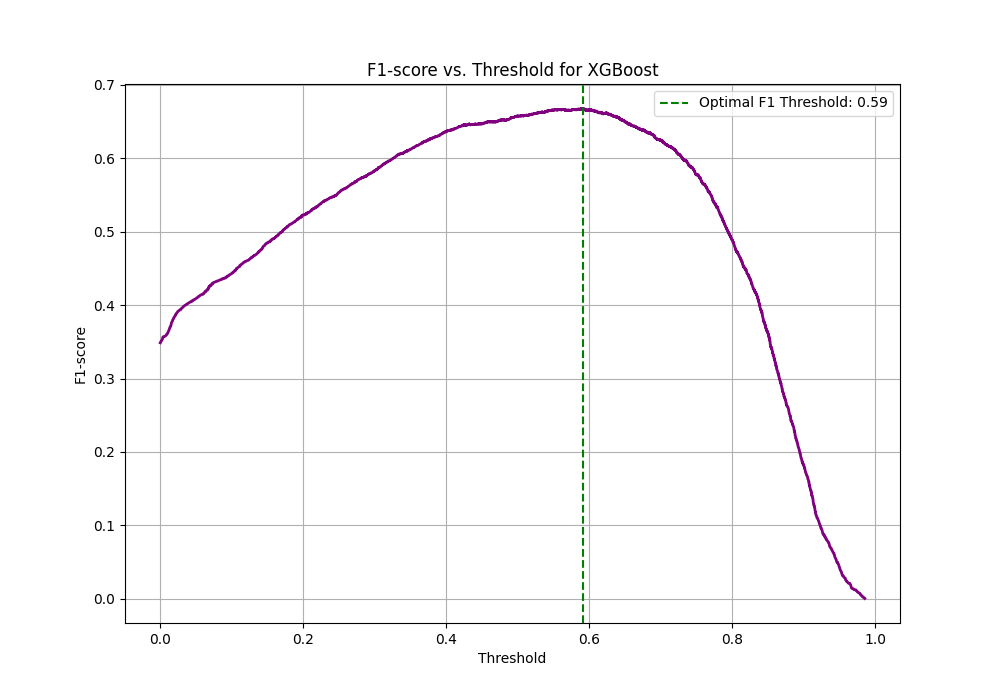 F1-score vs. Threshold for XGBoost
Optimal F1 Threshold: 0.59
0.7
0.6
0.5
0.4
0.3
0.2
0.1
0.0
F1-score
0.0 0.2 0.4 0.6 0.8 1.0
Threshold